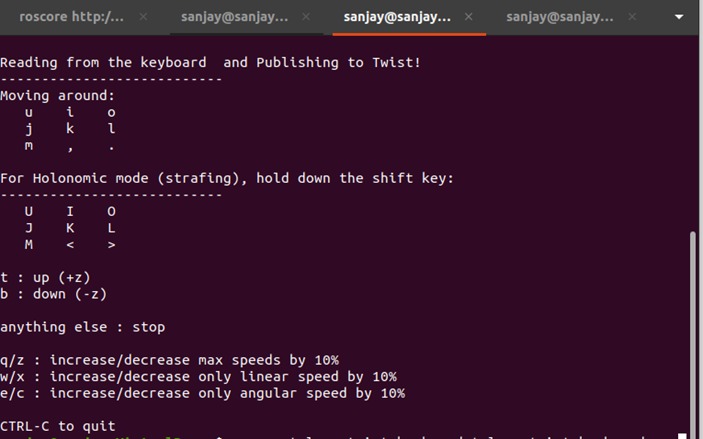 roscore http:/... × sanjay@sanjay... × sanjay@sanjay... × sanjay@sanjay... ×
Reading from the keyboard  and Publishing to Twist!
---------------------------
Moving around:
   u    i    o
   j    k    l
   m    ,    .
For Holonomic mode (strafing), hold down the shift key:
---------------------------
   U    I    O
   J    K    L
   M    <    >
t : up (+z)
b : down (-z)
anything else : stop
q/z : increase/decrease max speeds by 10%
w/x : increase/decrease only linear speed by 10%
e/c : increase/decrease only angular speed by 10%
CTRL-C to quit